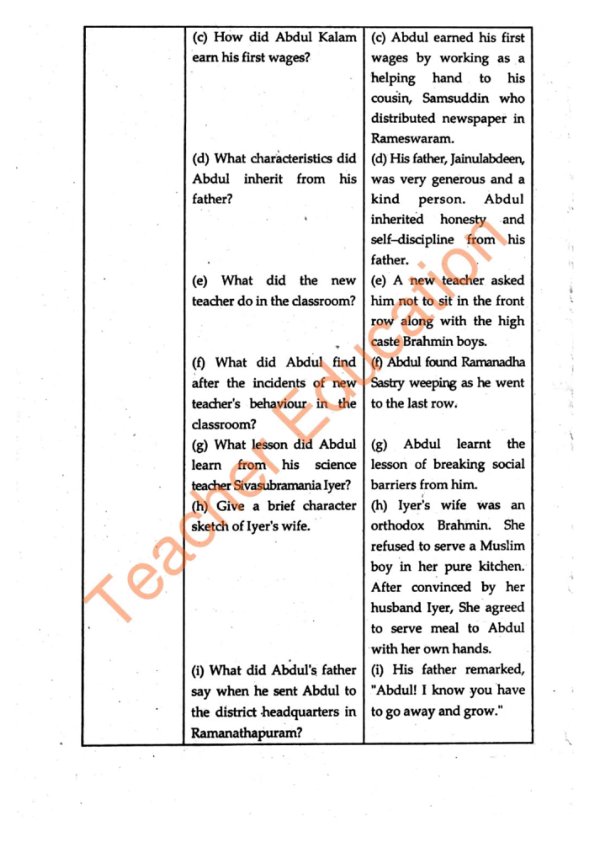 (c) How did Abdul Kalam
earn his first wages?
(c) Abdul earned his first
wages by working as a
helping hand to his
cousin, Samsuddin who
distributed newspaper in
Rameswaram.
(d) What characteristics did
Abdul inherit from his
father?
(d) His father, Jainulabdeen,
was very generous and a
kind person. Abdul
inherited honesty and
self–discipline from his
father.
(e) What did the new
teacher do in the classroom?
(e) A new teacher asked
him not to sit in the front
row along with the high
caste Brahmin boys.
(f) What did Abdul find
after the incidents of new
teacher's behaviour in the
classroom?
(f) Abdul found Ramanadha
Sastry weeping as he went
to the last row.
(g) What lesson did Abdul
learn from his science
teacher Sivasubramania Iyer?
(g) Abdul learnt the
lesson of breaking social
barriers from him.
(h) Give a brief character
sketch of Iyer's wife.
(h) Iyer's wife was an
orthodox Brahmin. She
refused to serve a Muslim
boy in her pure kitchen.
After convinced by her
husband Iyer, She agreed
to serve meal to Abdul
with her own hands.
(i) What did Abdul's father
say when he sent Abdul to
the district headquarters in
Ramanathapuram?
(i) His father remarked,
"Abdul! I know you have
to go away and grow."
Teacher Education